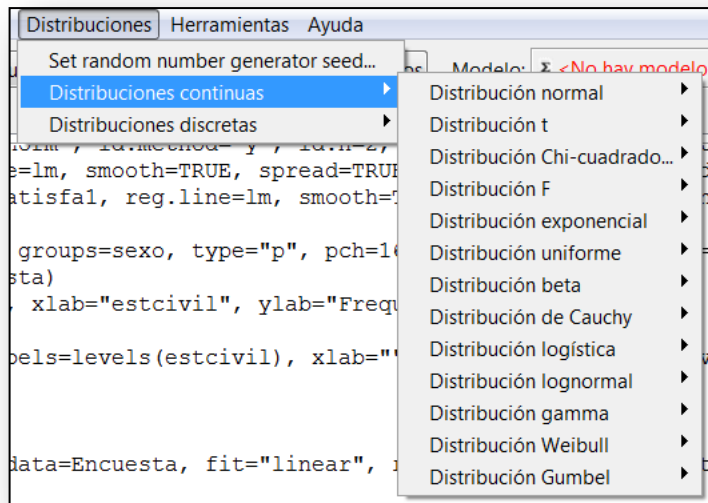 Distribuciones Herramientas Ayuda
Set random number generator seed...
Modelo: Σ <No hay modelo
Distribuciones continuas
Distribuciones discretas
Distribución normal
Distribución t
Distribución Chi-cuadrado...
Distribución F
Distribución exponencial
Distribución uniforme
Distribución beta
Distribución de Cauchy
Distribución logística
Distribución lognormal
Distribución gamma
Distribución Weibull
Distribución Gumbel
e=lm, smooth=TRUE, spread=TRUE
atisfa1, reg.line=lm, smooth=
groups=sexo, type="p", pch=16
sta)
, xlab="estcivil", ylab="Frequ
bels=levels(estcivil), xlab="
data=Encuesta, fit="linear",